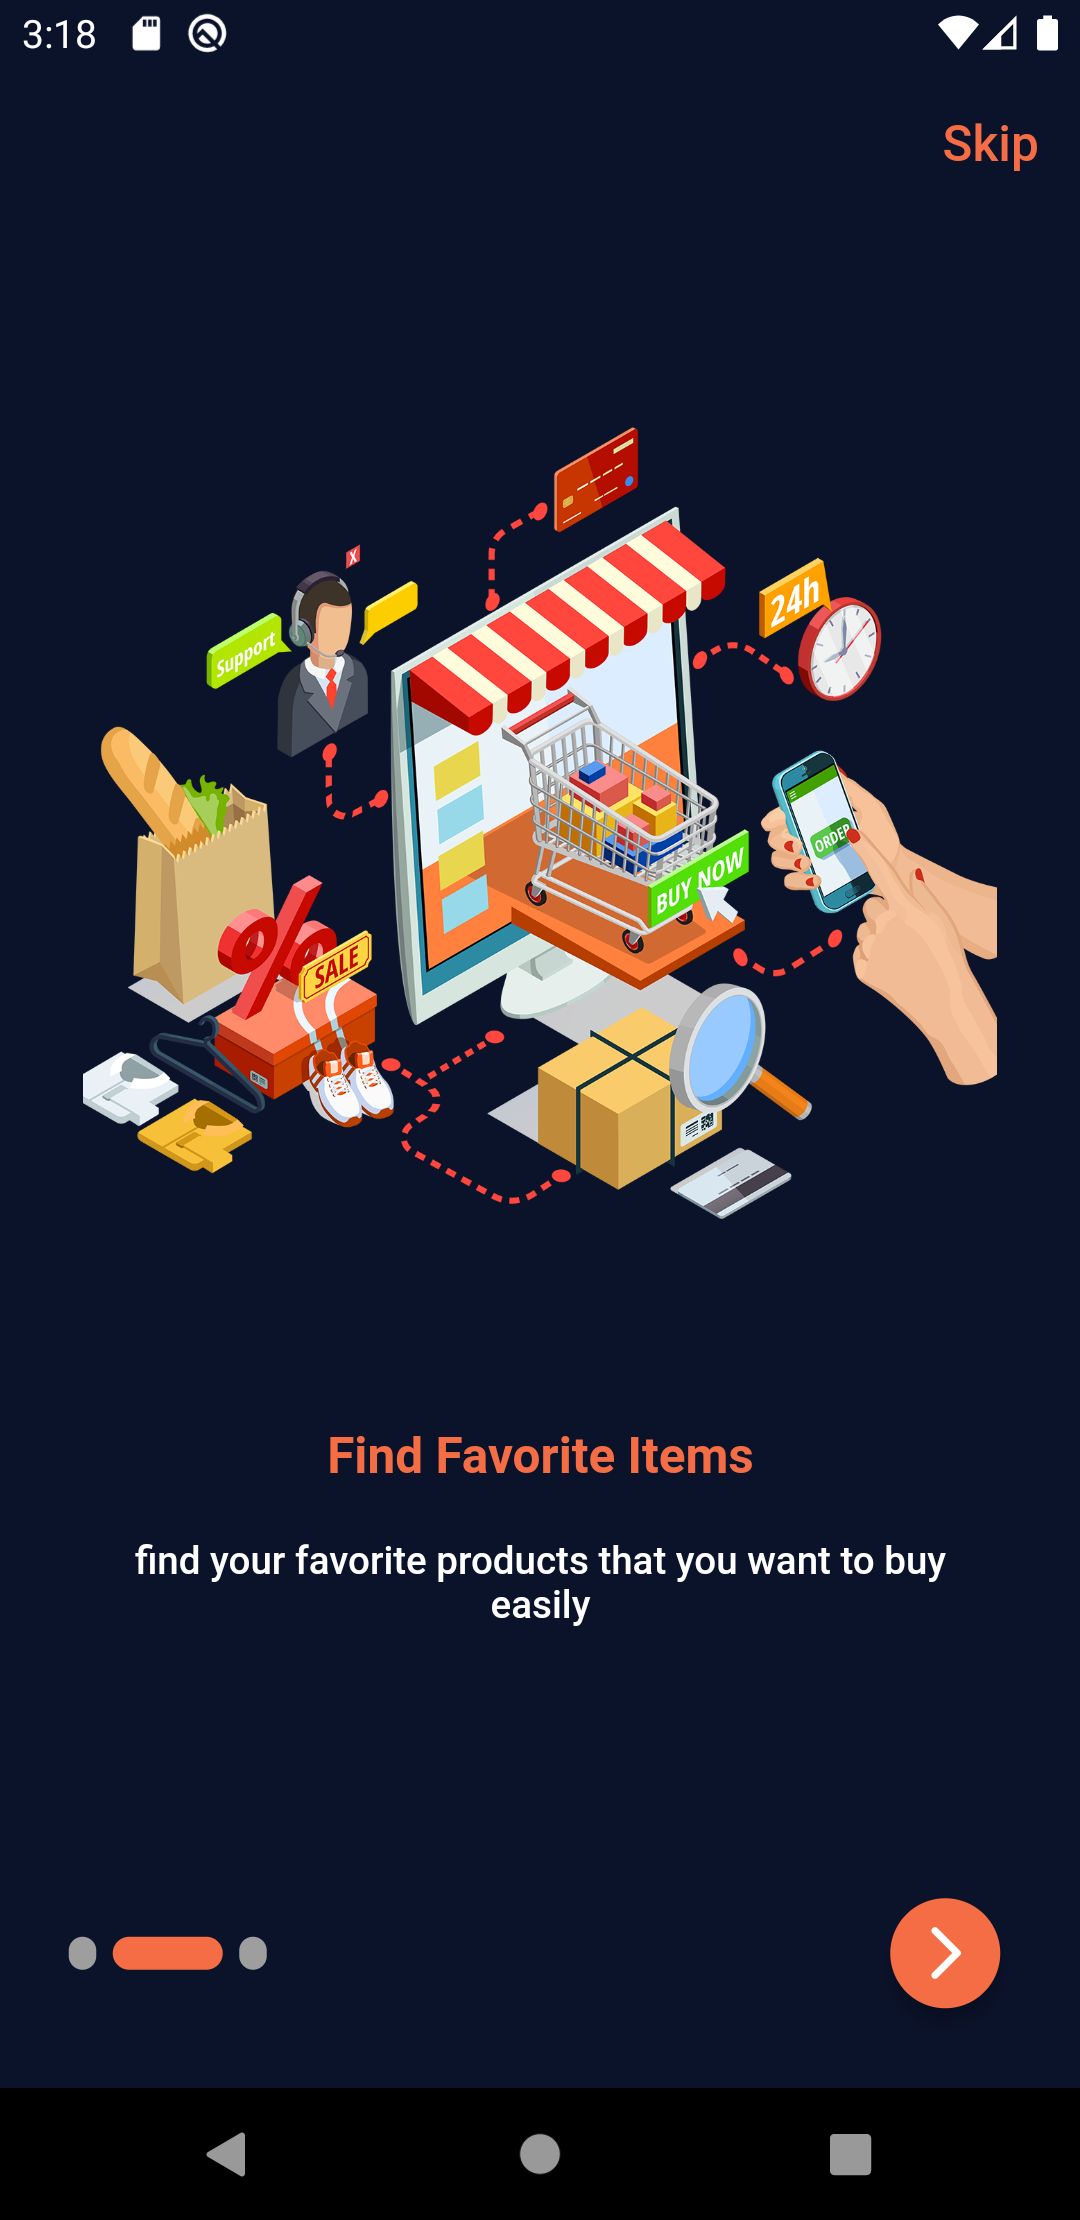 3:18
Skip
X
24h
Support
ORDER
BUY NOW
%
SALE
Find Favorite Items
find your favorite products that you want to buy
easily